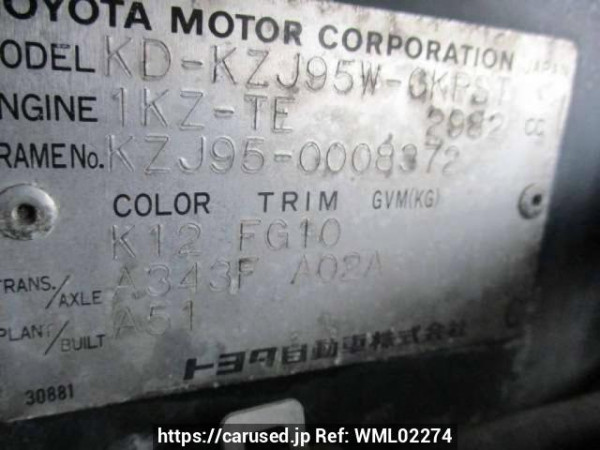 TOYOTA MOTOR CORPORATION JAPAN
MODEL KD-KZJ95W-GKPST
ENGINE 1KZ-TE 2982 CC
FRAME No. KZJ95-0008372
COLOR TRIM GVM(KG)
K12 FG10
TRANS./AXLE A343F A02A
PLANT/BUILT A51
トヨタ自動車株式会社
30881
https://carused.jp Ref: WML02274